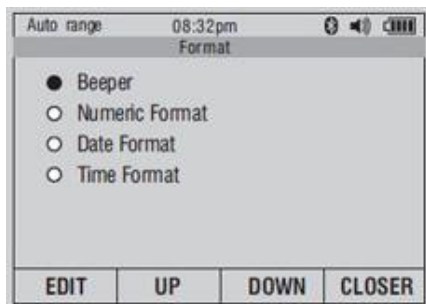 Auto range 08:32pm
Format
Beeper
Numeric Format
Date Format
Time Format
EDIT UP DOWN CLOSER